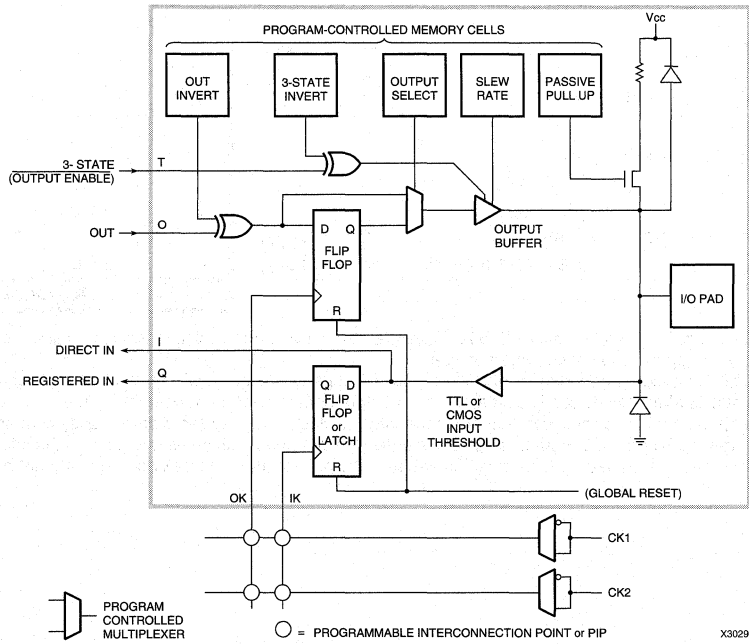 PROGRAM-CONTROLLED MEMORY CELLS
Vcc
OUT
INVERT
3-STATE
INVERT
OUTPUT
SELECT
SLEW
RATE
PASSIVE
PULL UP
3- STATE
(OUTPUT ENABLE)
T
OUT
O
D Q
FLIP
FLOP
R
OUTPUT
BUFFER
I/O PAD
DIRECT IN
I
REGISTERED IN
Q
Q D
FLIP
FLOP
or
LATCH
R
TTL or
CMOS
INPUT
THRESHOLD
OK
IK
(GLOBAL RESET)
CK1
CK2
PROGRAM
CONTROLLED
MULTIPLEXER
= PROGRAMMABLE INTERCONNECTION POINT or PIP
X3029